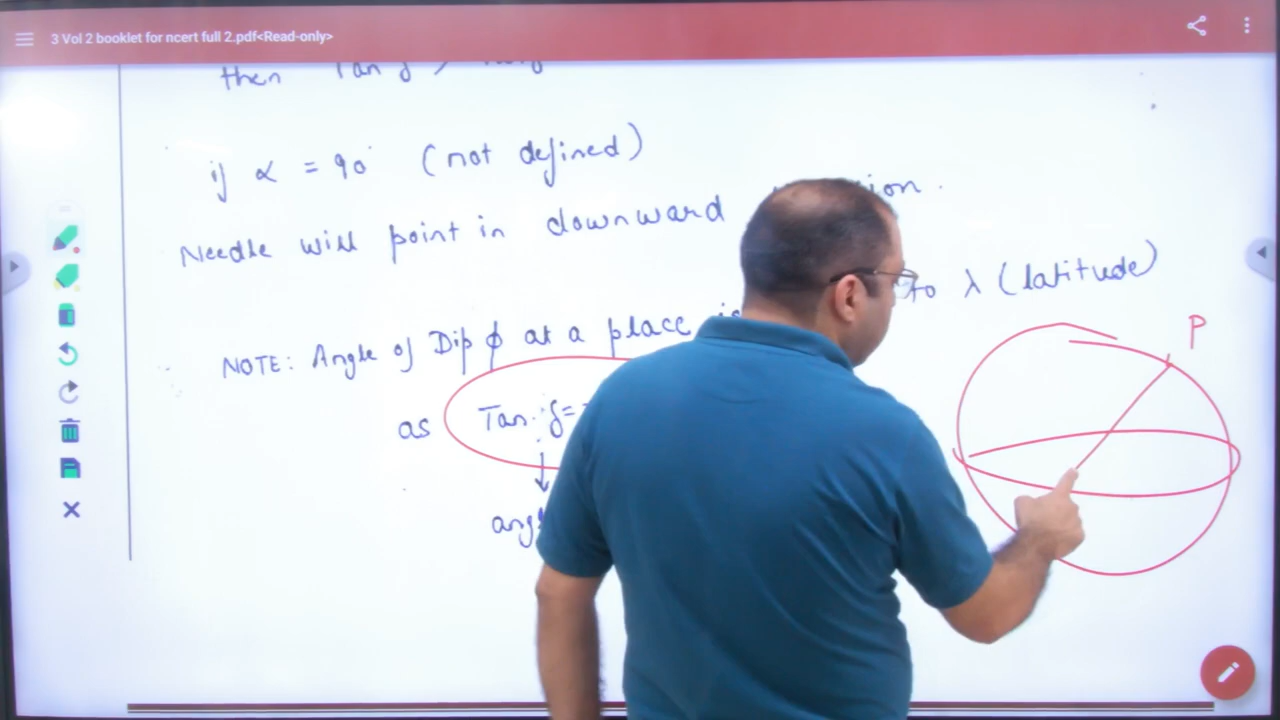 3 Vol 2 booklet for ncert full 2.pdf<Read-only>
then Tan
if α = 90° (not defined)
Needle will point in downward
NOTE: Angle of Dip ϕ at a place is to λ (latitude)
P
as Tan